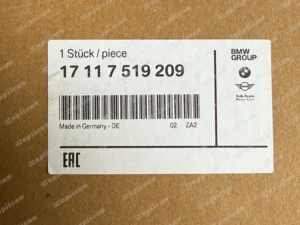 1 Stück / piece
17 11 7 519 209
BMW
GROUP
Made in Germany - DE 02 ZA2
EAC